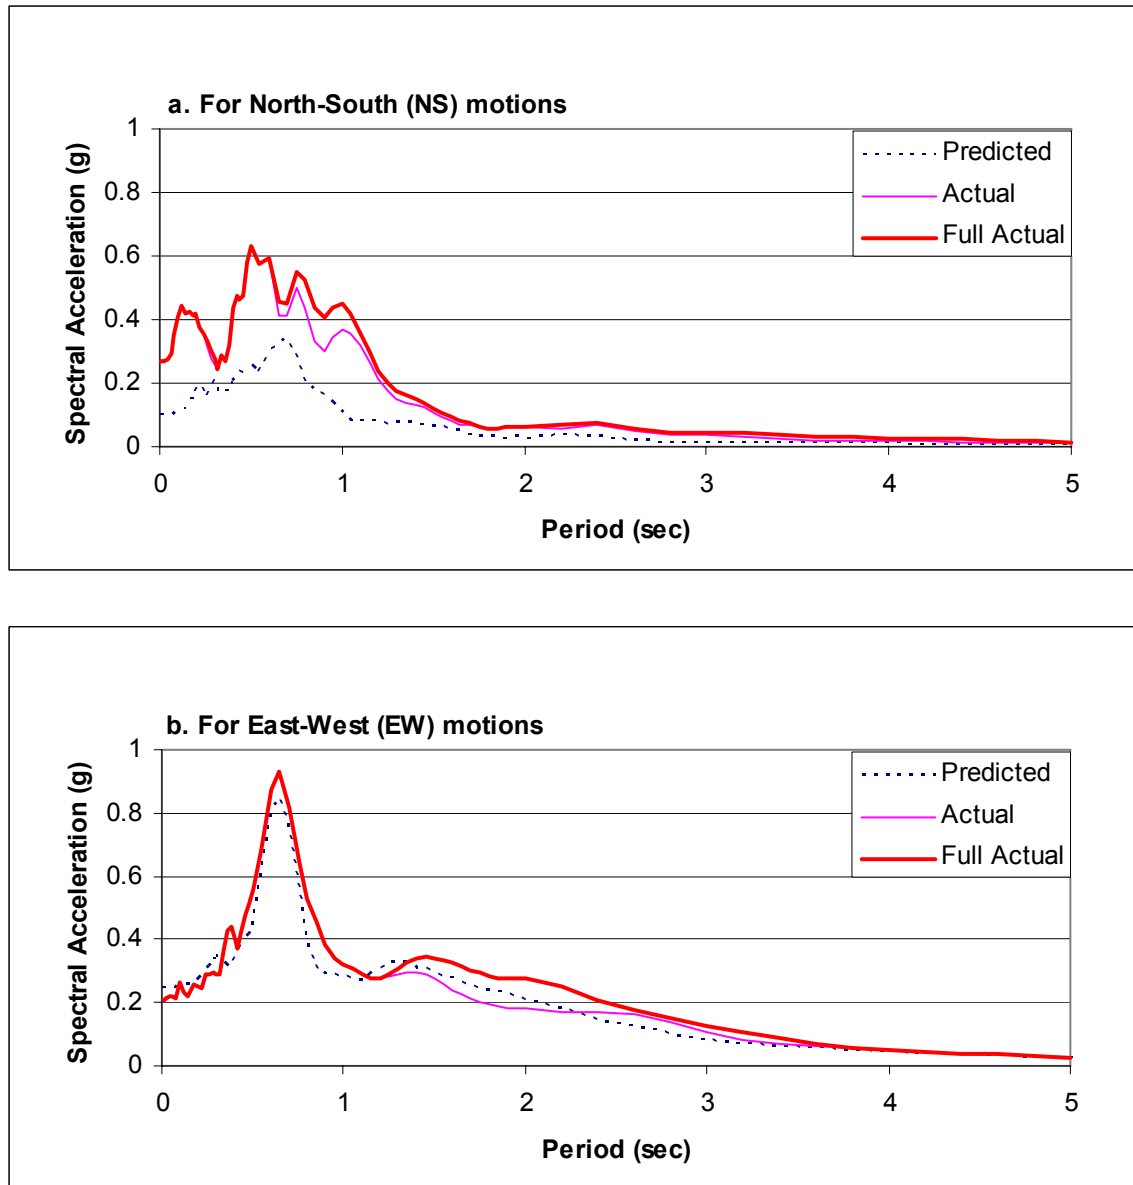 a. For North-South (NS) motions
Spectral Acceleration (g)
1
0.8
0.6
0.4
0.2
0
Predicted
Actual
Full Actual
0 1 2 3 4 5
Period (sec)
b. For East-West (EW) motions
Spectral Acceleration (g)
1
0.8
0.6
0.4
0.2
0
Predicted
Actual
Full Actual
0 1 2 3 4 5
Period (sec)